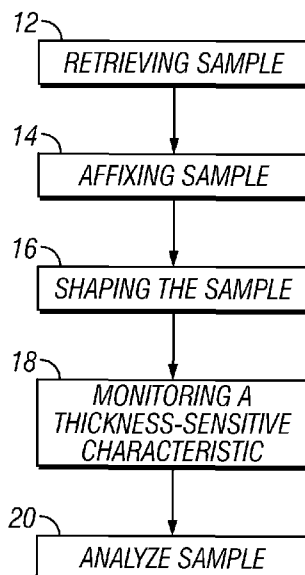 12
RETRIEVING SAMPLE
14
AFFIXING SAMPLE
16
SHAPING THE SAMPLE
18
MONITORING A
THICKNESS-SENSITIVE
CHARACTERISTIC
20
ANALYZE SAMPLE